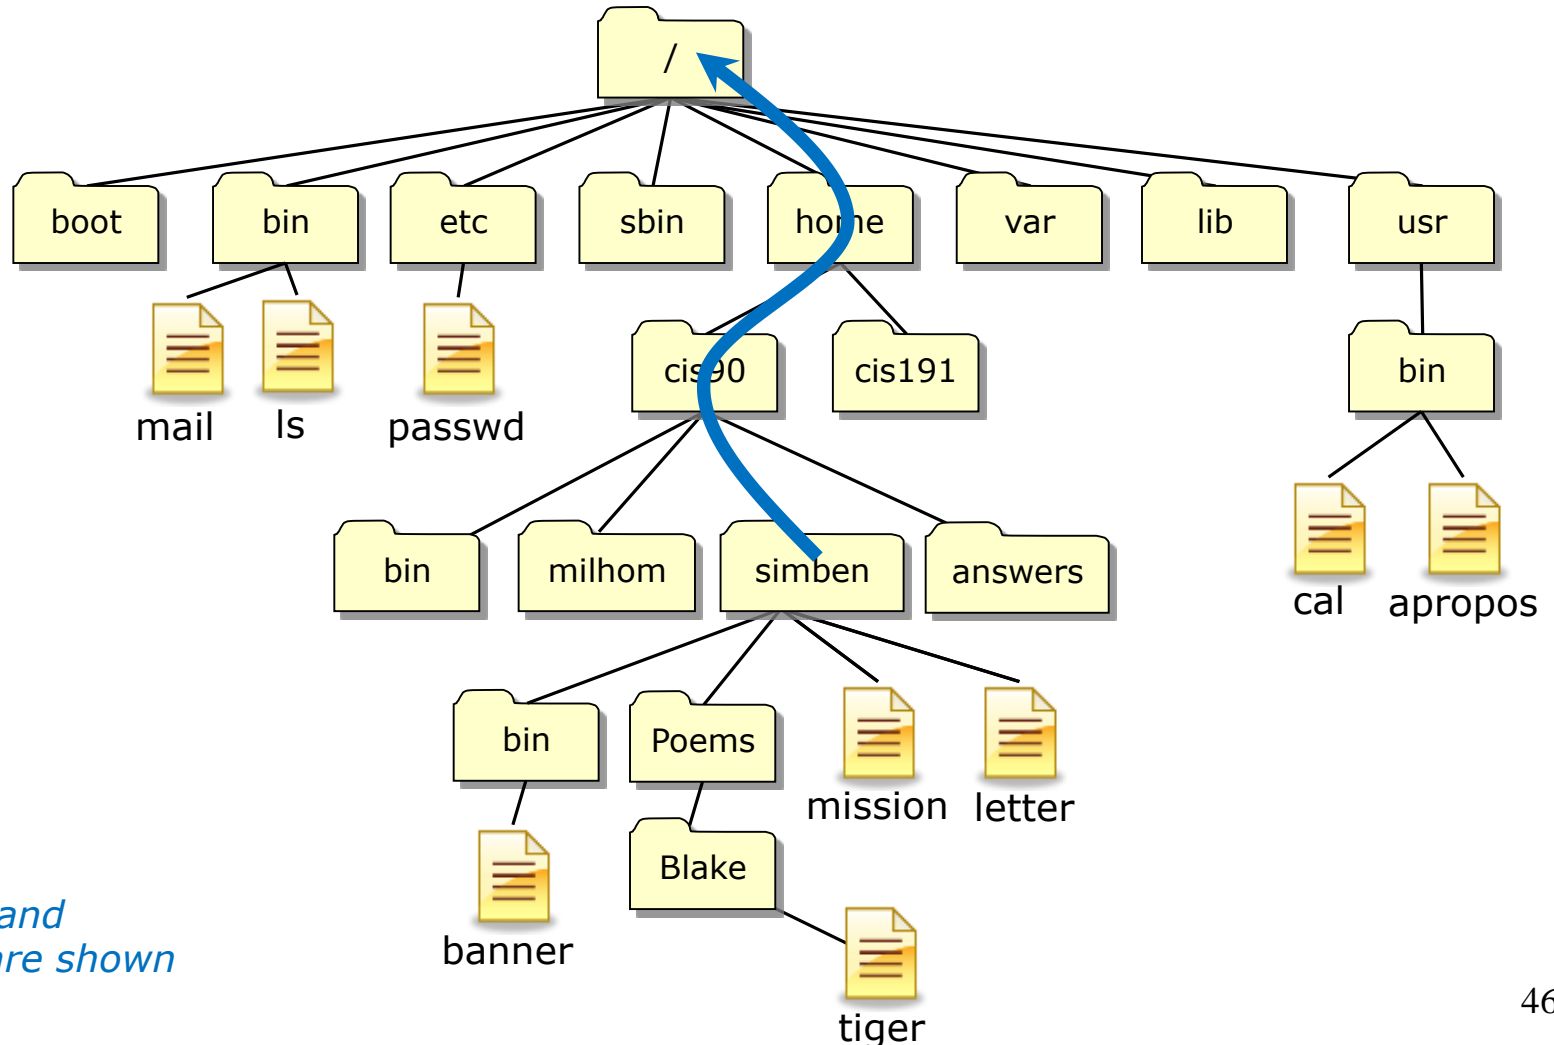 /
boot bin etc sbin home var lib usr
cis90 cis191 bin
mail ls passwd
bin milhom simben answers
cal apropos
bin Poems
mission letter
Blake
and
are shown
banner
46
tiger